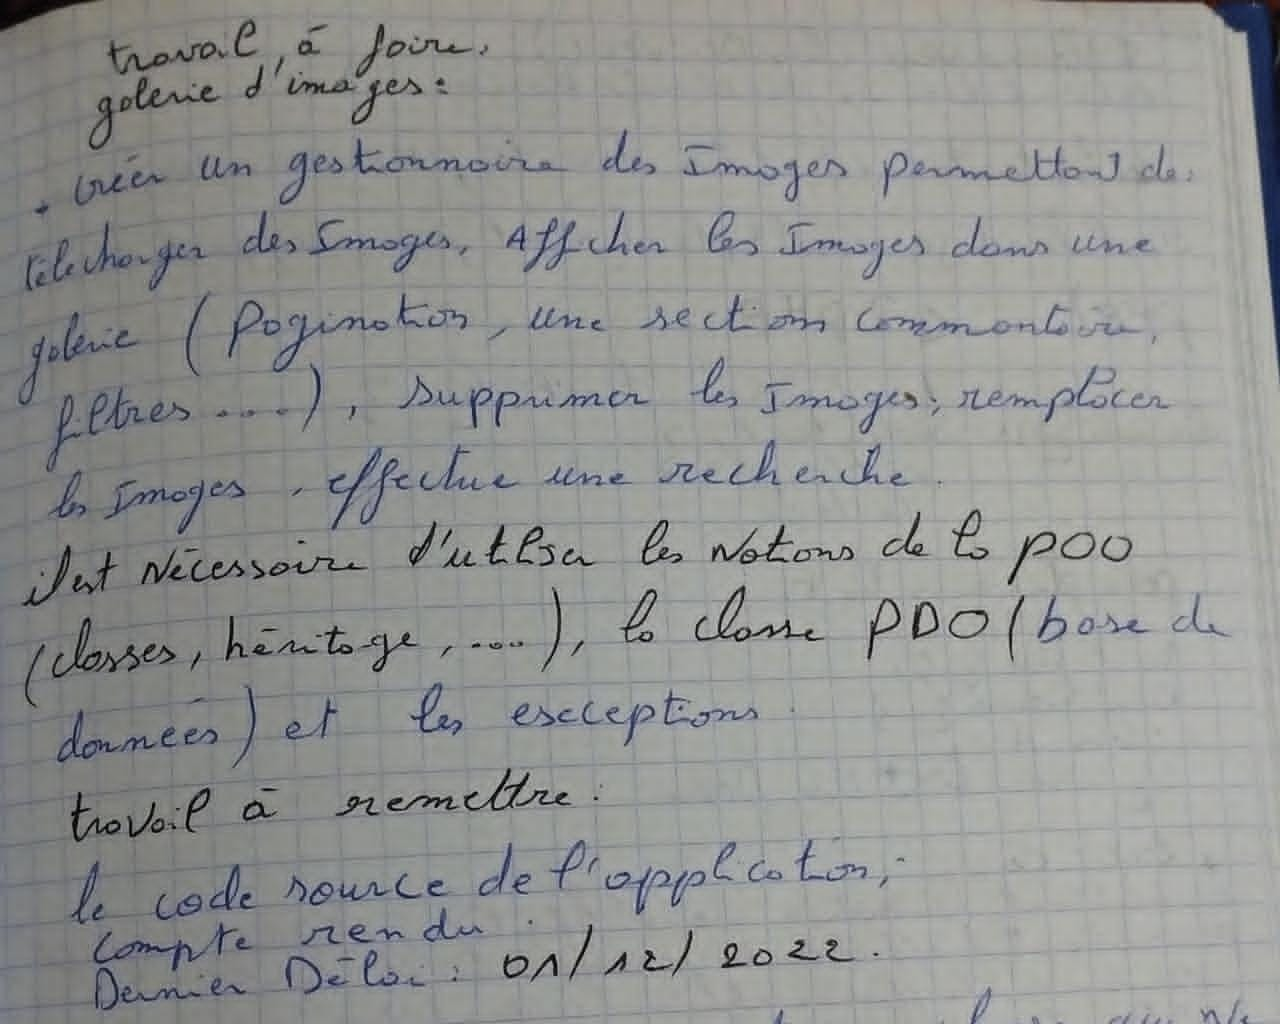 travail, à faire.
galerie d'images :
. créer un gestionnaire des Images permettant de :
télécharger des Images, Afficher les Images dans une
galerie ( Pagination, une section commentaire,
filtres ....), supprimer les Images, remplacer
les Images, effectue une recherche.
il est Nécessaire d'utiliser les Notions de la POO
(classes, héritage, ....), la classe PDO (base de
données) et les esceptions.
travail à remettre :
le code source de l'application,
compte rendu
Dernier Délai : 01/12/2022.